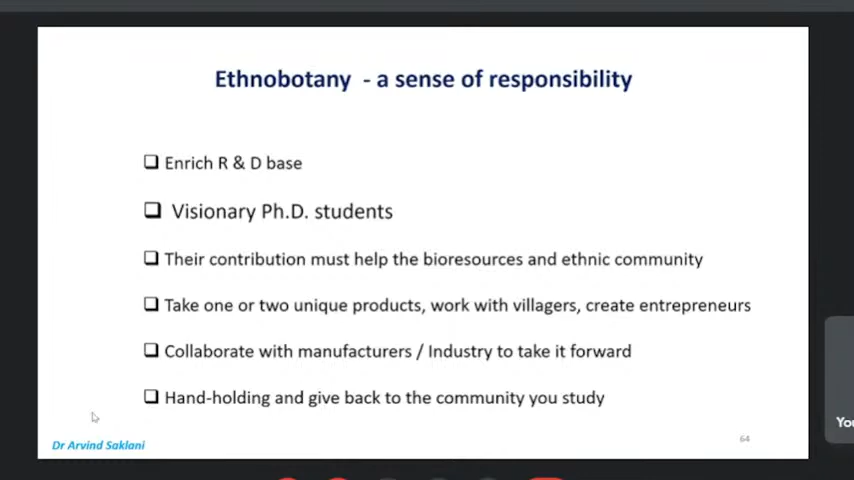 Ethnobotany - a sense of responsibility
❑ Enrich R & D base
❑ Visionary Ph.D. students
❑ Their contribution must help the bioresources and ethnic community
❑ Take one or two unique products, work with villagers, create entrepreneurs
❑ Collaborate with manufacturers / Industry to take it forward
❑ Hand-holding and give back to the community you study
Dr Arvind Saklani
64